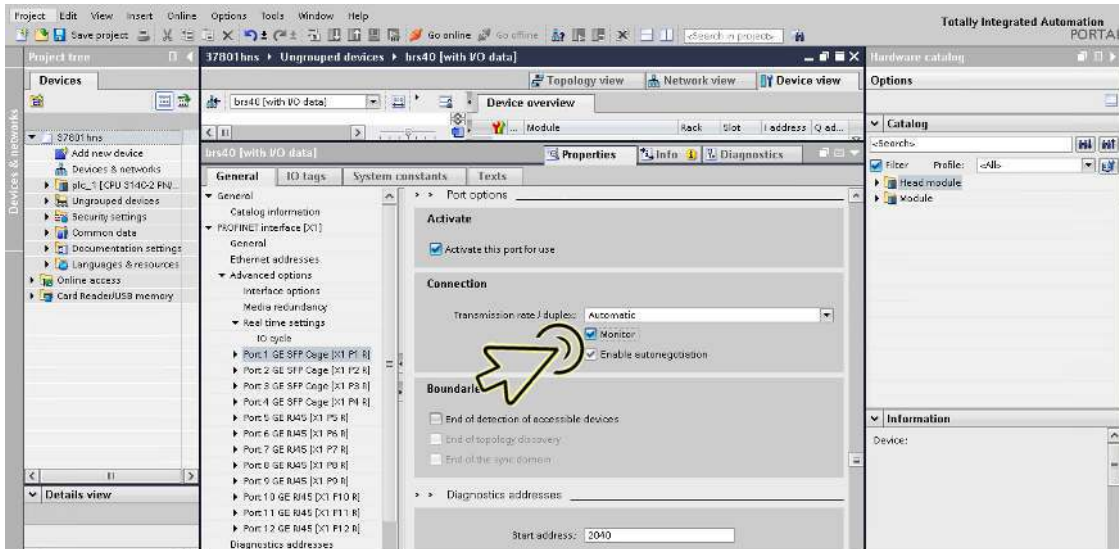 Project Edit View Insert Online Options Tools Window Help
Totally Integrated Automation
PORTAL
Save project
Go online
Go offline
<Search in project>
Project tree
37801hns
Ungrouped devices
brs40 [with I/O data]
Hardware catalog
Devices
Topology view
Network view
Device view
Options
brs40 [with I/O data]
Device overview
... Module Rack Slot I address Q ad...
Catalog
<Search>
Filter Profile: <All>
Head module
Module
Devices & networks
37801hns
Add new device
Devices & networks
plc_1 [CPU 314C-2 PN/...
Ungrouped devices
Security settings
Common data
Documentation settings
Languages & resources
Online access
Card Reader/USB memory
Details view
brs40 [with I/O data]
Properties
Info
Diagnostics
General
IO tags
System constants
Texts
General
Catalog information
PROFINET interface [X1]
General
Ethernet addresses
Advanced options
Interface options
Media redundancy
Real time settings
IO cycle
Port 1 GE SFP Cage [X1 P1 R]
Port 2 GE SFP Cage [X1 P2 R]
Port 3 GE SFP Cage [X1 P3 R]
Port 4 GE SFP Cage [X1 P4 R]
Port 5 GE RJ45 [X1 P5 R]
Port 6 GE RJ45 [X1 P6 R]
Port 7 GE RJ45 [X1 P7 R]
Port 8 GE RJ45 [X1 P8 R]
Port 9 GE RJ45 [X1 P9 R]
Port 10 GE RJ45 [X1 P10 R]
Port 11 GE RJ45 [X1 P11 R]
Port 12 GE RJ45 [X1 P12 R]
Diagnostics addresses
> > Port options
Activate
Activate this port for use
Connection
Transmission rate / duplex: Automatic
Monitor
Enable autonegotiation
Boundarie
End of detection of accessible devices
End of topology discovery
End of the sync domain
> > Diagnostics addresses
Start address: 2040
Information
Device: